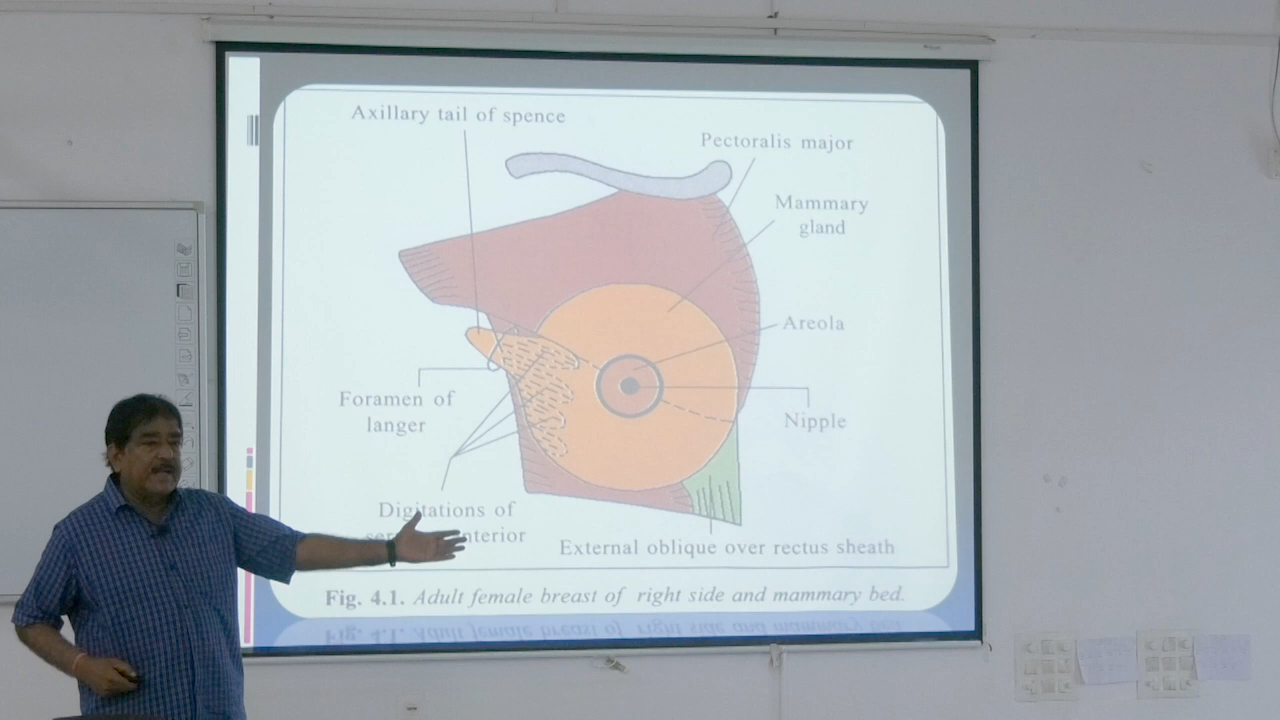 Axillary tail of spence
Pectoralis major
Mammary
gland
Areola
Foramen of
langer
Nipple
Digitations of
External oblique over rectus sheath
Fig. 4.1. Adult female breast of right side and mammary bed.